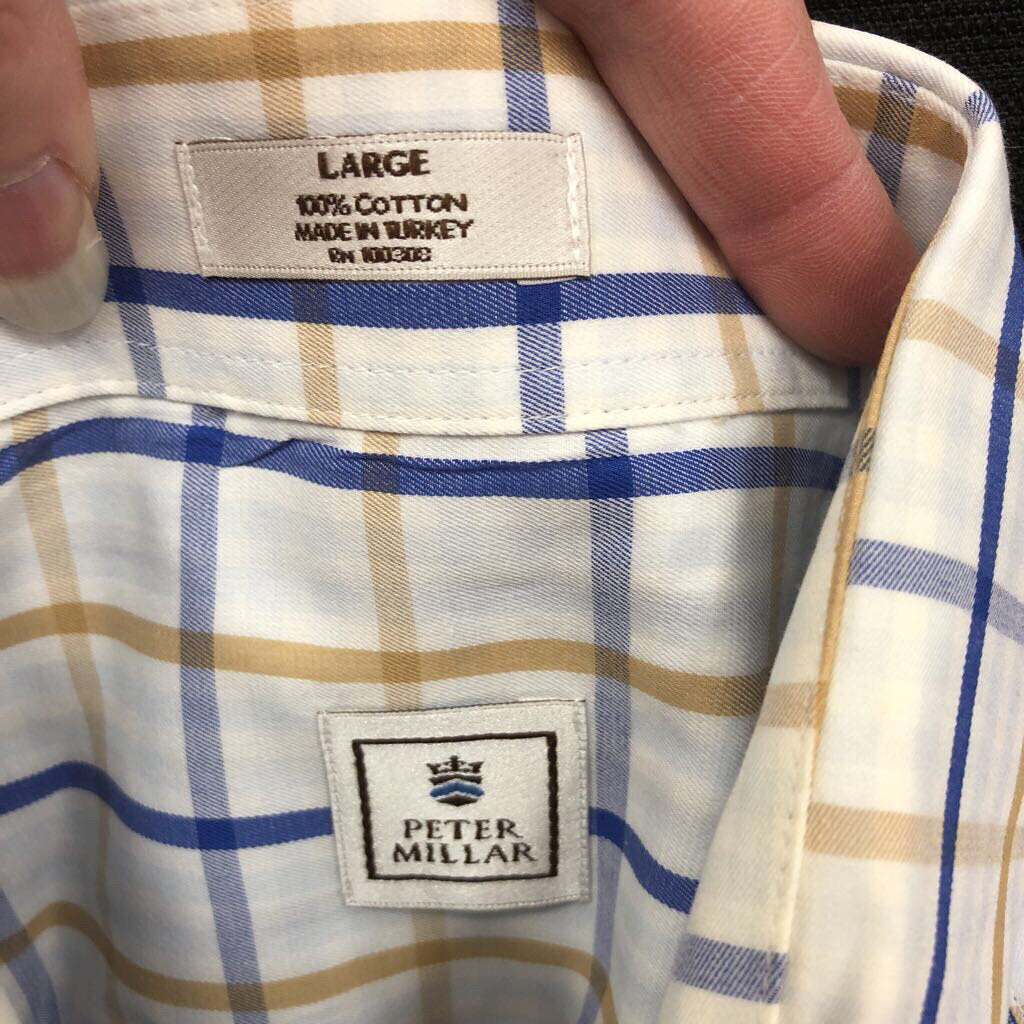 LARGE
100% COTTON
MADE IN TURKEY
RN 100308
PETER
MILLAR